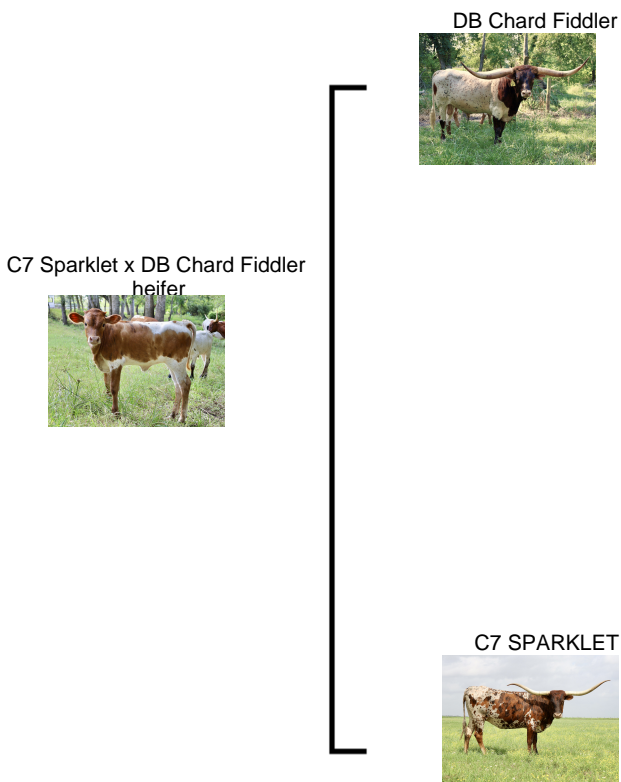 DB Chard Fiddler
C7 Sparklet x DB Chard Fiddler
heifer
C7 SPARKLET